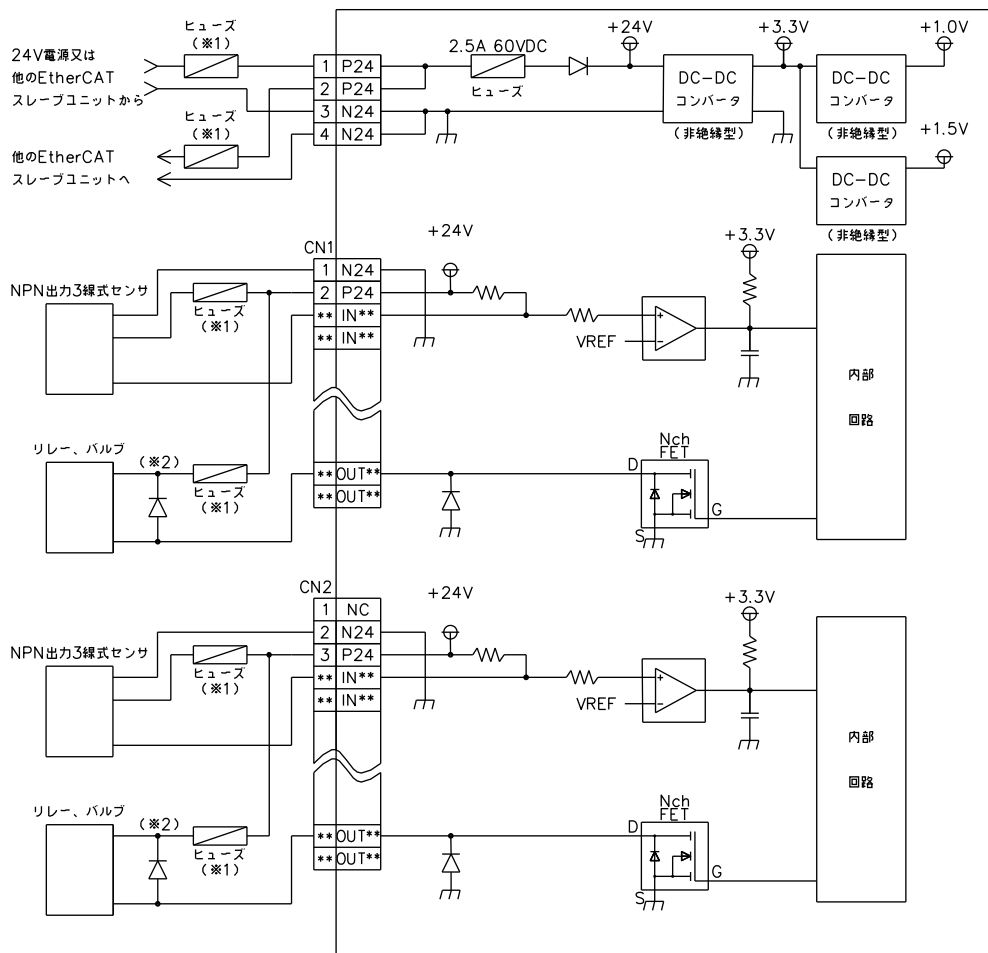 ヒューズ
(※1)
24V電源又は
他のEtherCAT
スレーブユニットから
ヒューズ
(※1)
他のEtherCAT
スレーブユニットへ
1 P24
2 P24
3 N24
4 N24
2.5A 60VDC
ヒューズ
+24V
DC-DC
コンバータ
(非絶縁型)
+3.3V
DC-DC
コンバータ
(非絶縁型)
+1.0V
+1.5V
DC-DC
コンバータ
(非絶縁型)
CN1
1 N24
2 P24
** IN**
** IN**
** OUT**
** OUT**
NPN出力3線式センサ
ヒューズ
(※1)
リレー、バルブ
(※2)
ヒューズ
(※1)
+24V
VREF
+
-
+3.3V
内部
回路
Nch
FET
D
G
S
CN2
1 NC
2 N24
3 P24
** IN**
** IN**
** OUT**
** OUT**
NPN出力3線式センサ
ヒューズ
(※1)
リレー、バルブ
(※2)
ヒューズ
(※1)
+24V
VREF
+
-
+3.3V
内部
回路
Nch
FET
D
G
S